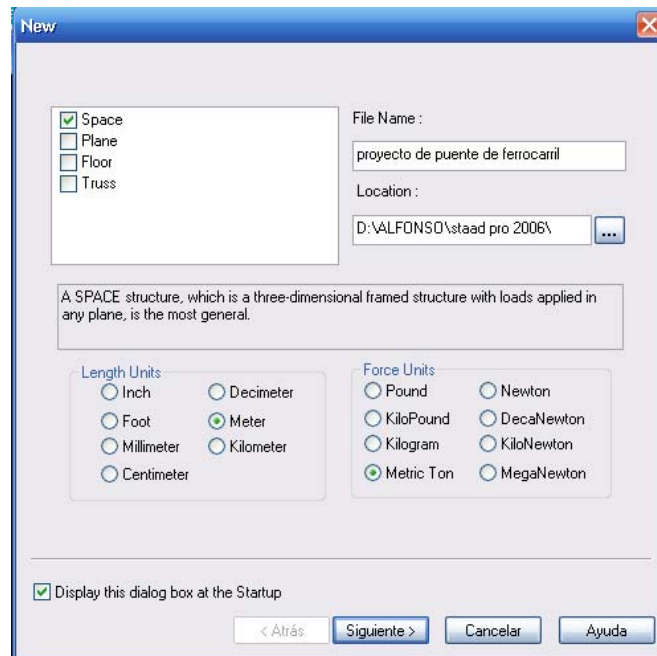 New
Space
Plane
Floor
Truss
File Name :
proyecto de puente de ferrocarril
Location :
D:\ALFONSO\staad pro 2006\
...
A SPACE structure, which is a three-dimensional framed structure with loads applied in
any plane, is the most general.
Length Units
Inch
Decimeter
Foot
Meter
Millimeter
Kilometer
Centimeter
Force Units
Pound
Newton
KiloPound
DecaNewton
Kilogram
KiloNewton
Metric Ton
MegaNewton
Display this dialog box at the Startup
< Atrás
Siguiente >
Cancelar
Ayuda